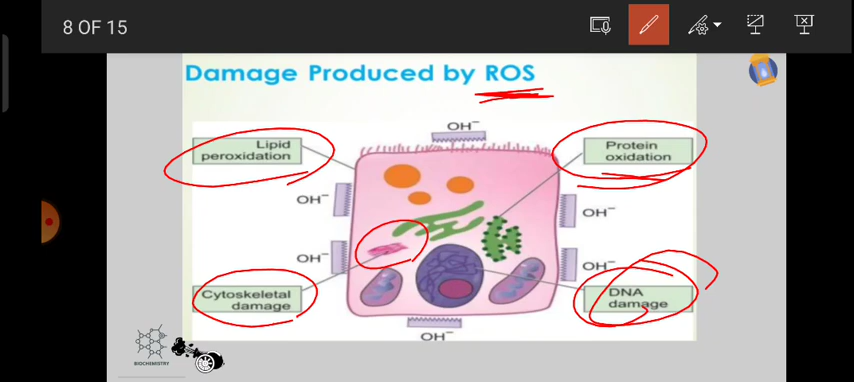 8 OF 15
Damage Produced by ROS
OH⁻
Lipid
peroxidation
Protein
oxidation
OH⁻
OH⁻
OH⁻
OH⁻
Cytoskeletal
damage
DNA
damage
OH⁻
BIOCHEMISTRY